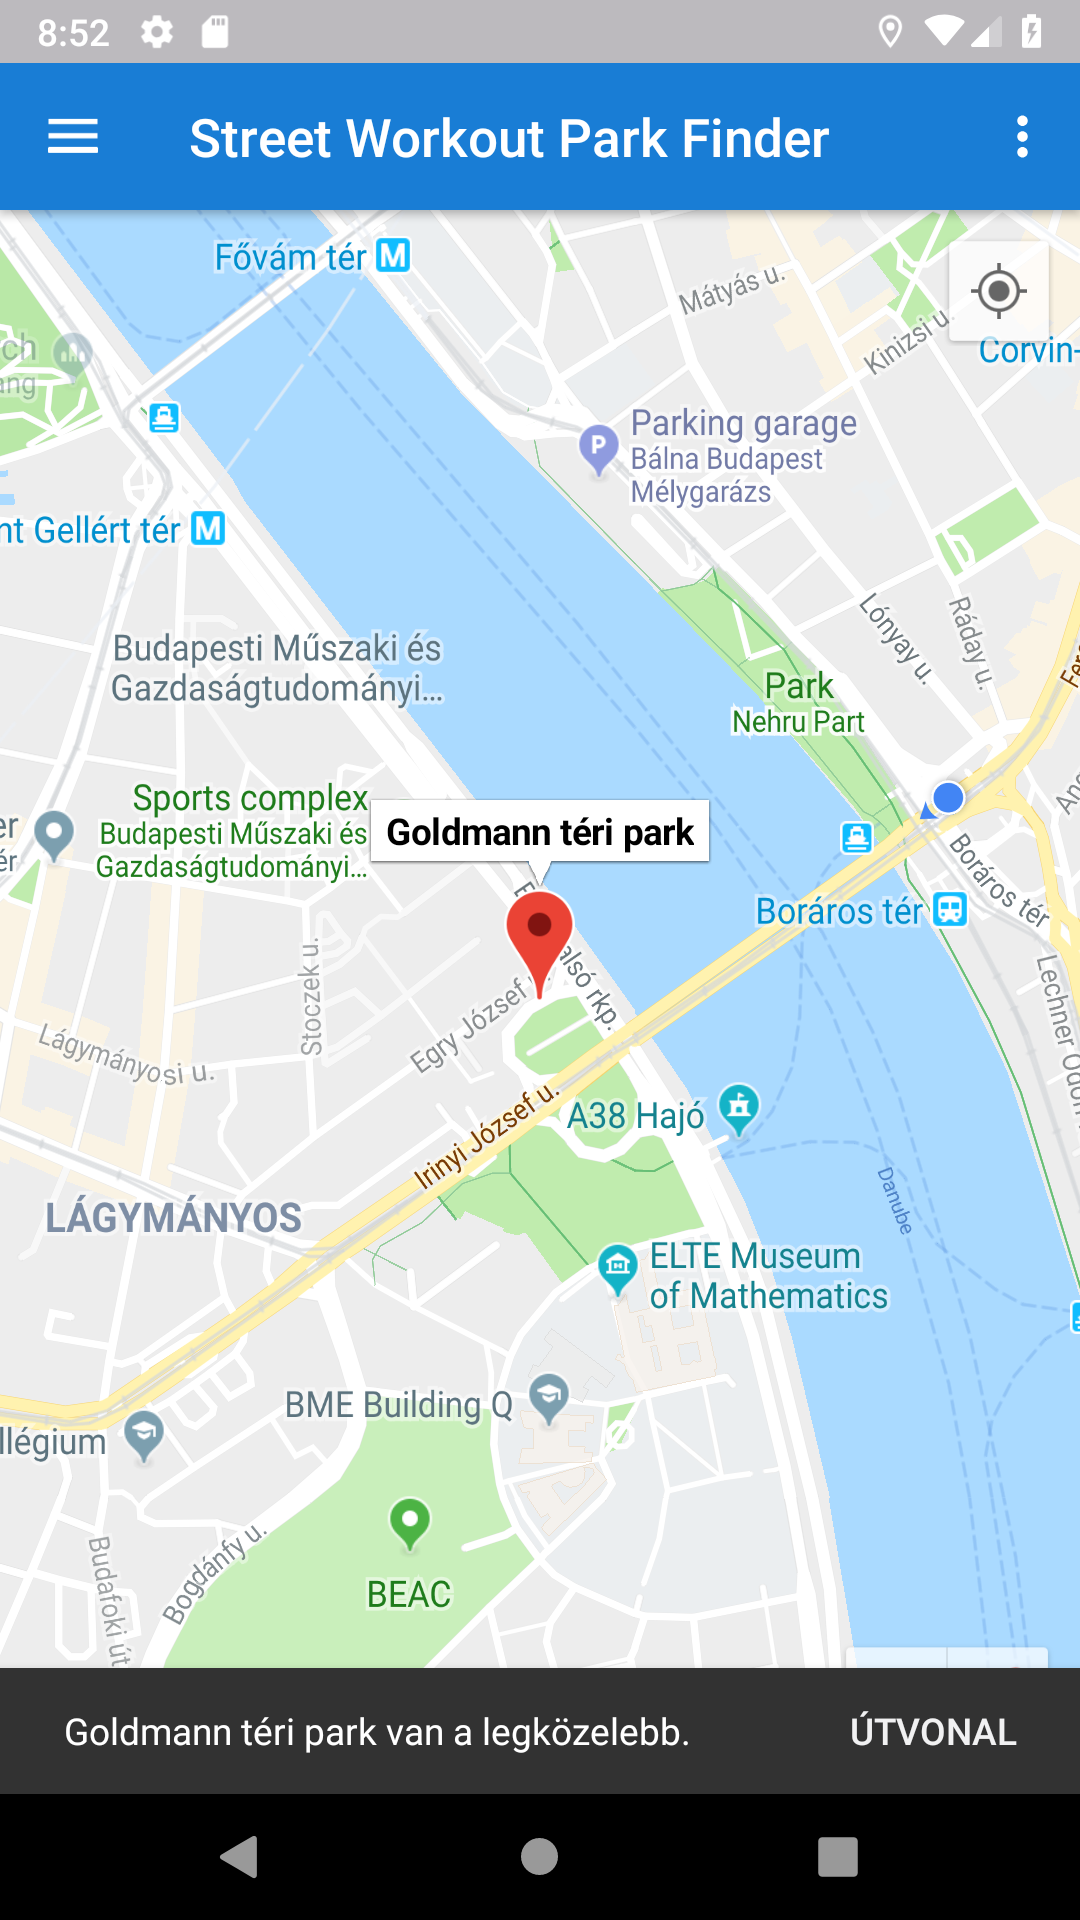 8:52
Street Workout Park Finder
Fővám tér
M
Mátyás u.
Kinizsi u.
Corvin-
ch
ang
Parking garage
Bálna Budapest
Mélygarázs
P
nt Gellért tér
M
Lónyay u.
Ráday u.
Budapesti Műszaki és
Gazdaságtudományi...
Park
Nehru Part
Sports complex
Budapesti Műszaki és
Gazdaságtudományi...
er
ér
Goldmann téri park
Boráros tér
Boráros tér
alsó rkp.
Stoczek u.
Egry József u.
Lágymányosi u.
Irinyi József u.
A38 Hajó
Danube
LÁGYMÁNYOS
ELTE Museum
of Mathematics
BME Building Q
llégium
Budafoki út
Bogdánfy u.
BEAC
Goldmann téri park van a legközelebb.
ÚTVONAL